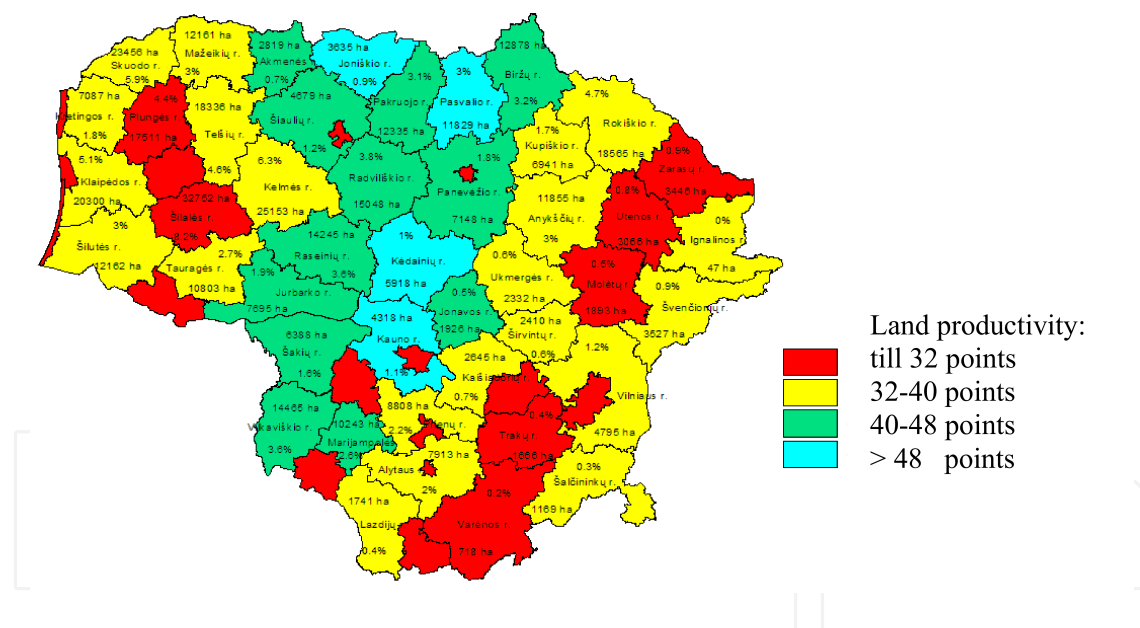 12161 ha
Mažeikių r.
3%
23456 ha
Skuodo r.
5.9%
2819 ha
Akmenės
0.7%
3635 ha
Joniškio r.
0.9%
12878 ha
Biržų r.
3.2%
3.1%
Pakruojo r.
12335 ha
3%
Pasvalio r.
11829 ha
7087 ha
Kretingos r.
1.8%
4.4%
Plungės r.
17511 ha
18336 ha
Telšių r.
4.6%
4679 ha
Šiaulių r.
1.2%
4.7%
Rokiškio r.
18565 ha
1.7%
Kupiškio r.
6941 ha
5.1%
Klaipėdos r.
20300 ha
6.3%
Kelmės r.
25153 ha
3.8%
Radviliškio r.
15048 ha
1.8%
Panevėžio r.
7148 ha
0.9%
Zarasų r.
3446 ha
32762 ha
Šilalės r.
8.2%
11855 ha
Anykščių r.
3%
0.8%
Utenos r.
3066 ha
0%
Ignalinos r.
47 ha
3%
Šilutės r.
12162 ha
2.7%
Tauragės r.
10803 ha
14245 ha
Raseinių r.
3.6%
1%
Kėdainių r.
5918 ha
0.6%
Ukmergės r.
2332 ha
0.5%
Molėtų r.
1893 ha
0.9%
Švenčionių r.
3527 ha
1.9%
Jurbarko r.
7695 ha
0.5%
Jonavos r.
1926 ha
4318 ha
Kauno r.
1.1%
2410 ha
Širvintų r.
0.6%
6388 ha
Šakių r.
1.6%
2645 ha
Kaišiadorių r.
0.7%
1.2%
Vilniaus r.
4795 ha
14465 ha
Vilkaviškio r.
3.6%
10243 ha
Marijampolės
2.6%
8808 ha
2.2%
0.4%
Trakų r.
1666 ha
7913 ha
Alytaus
2%
0.3%
Šalčininkų r.
1169 ha
1741 ha
Lazdijų
0.4%
0.2%
Varėnos r.
718 ha
Land productivity:
till 32 points
32-40 points
40-48 points
> 48 points